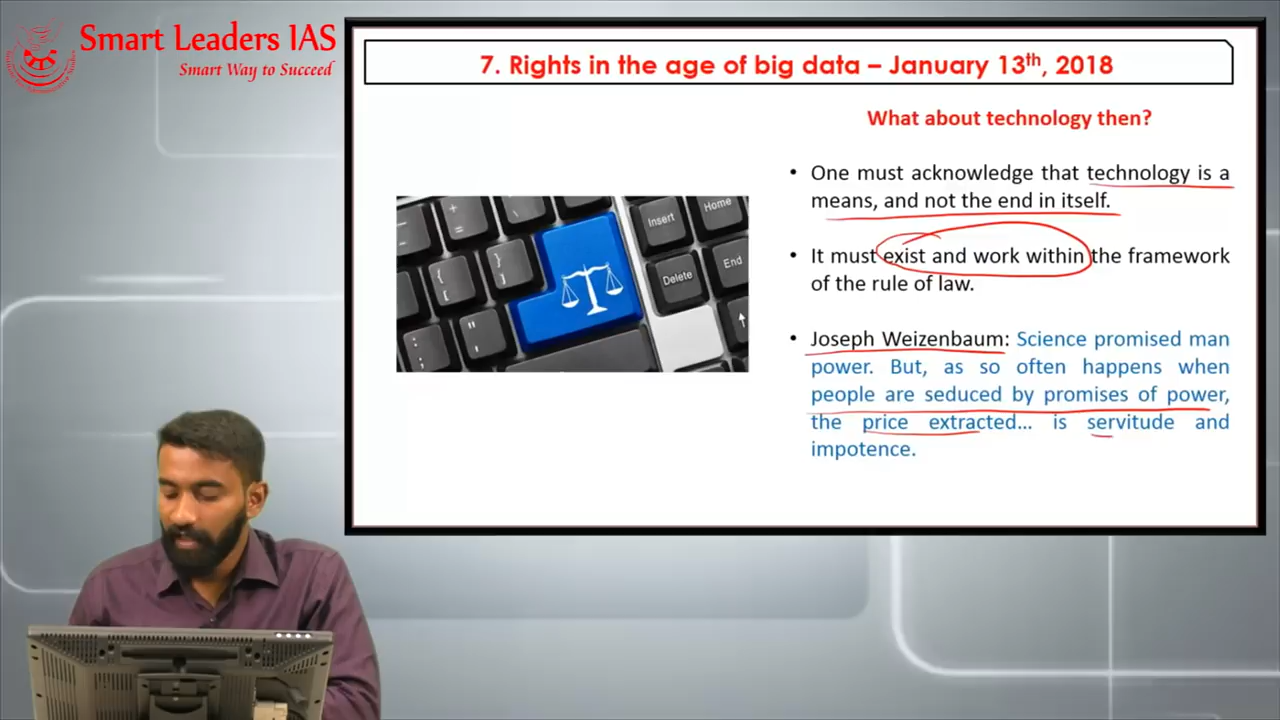 Smart Leaders IAS
Smart Way to Succeed
7. Rights in the age of big data – January 13th, 2018
What about technology then?
• One must acknowledge that technology is a
means, and not the end in itself.
• It must exist and work within the framework
of the rule of law.
• Joseph Weizenbaum: Science promised man
power. But, as so often happens when
people are seduced by promises of power,
the price extracted... is servitude and
impotence.
Insert
Home
Delete
End